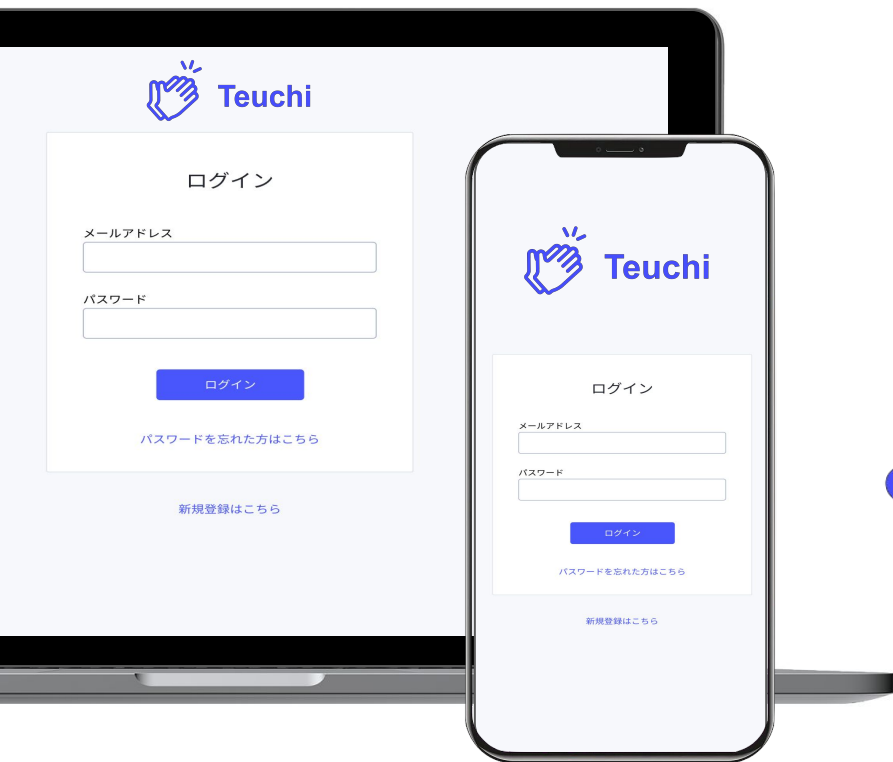 Teuchi
ログイン
メールアドレス
パスワード
ログイン
パスワードを忘れた方はこちら
新規登録はこちら
Teuchi
ログイン
メールアドレス
パスワード
ログイン
パスワードを忘れた方はこちら
新規登録はこちら